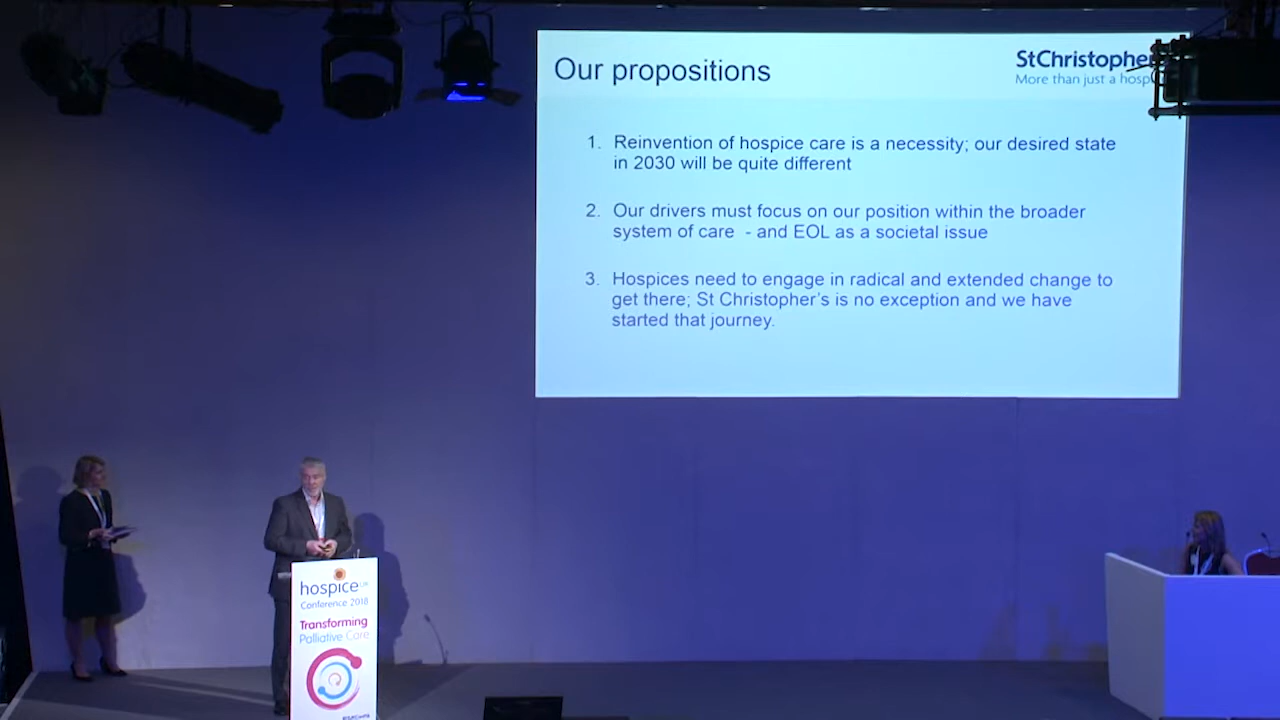 Our propositions
StChristopher
More than just a hosp
1. Reinvention of hospice care is a necessity; our desired state
in 2030 will be quite different
2. Our drivers must focus on our position within the broader
system of care - and EOL as a societal issue
3. Hospices need to engage in radical and extended change to
get there; St Christopher's is no exception and we have
started that journey.
hospice UK
Conference 2018
Transforming
Palliative Care